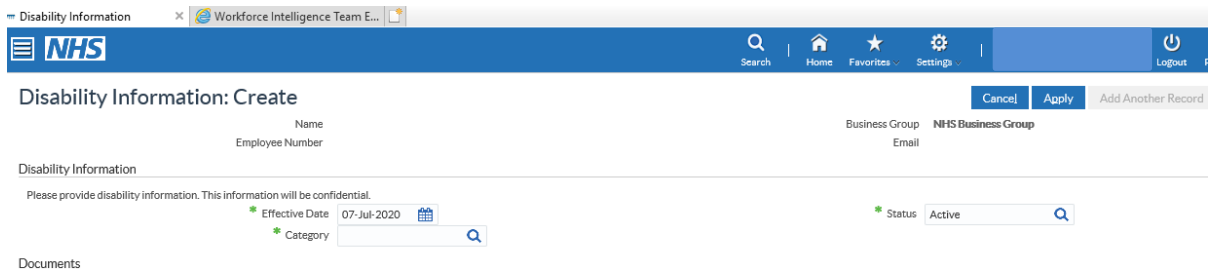 Disability Information × Workforce Intelligence Team E...
NHS
Search Home Favorites Settings Logout
Disability Information: Create Cancel Apply Add Another Record
Name Business Group NHS Business Group
Employee Number Email
Disability Information
Please provide disability information. This information will be confidential.
* Effective Date 07-Jul-2020 * Status Active
* Category
Documents